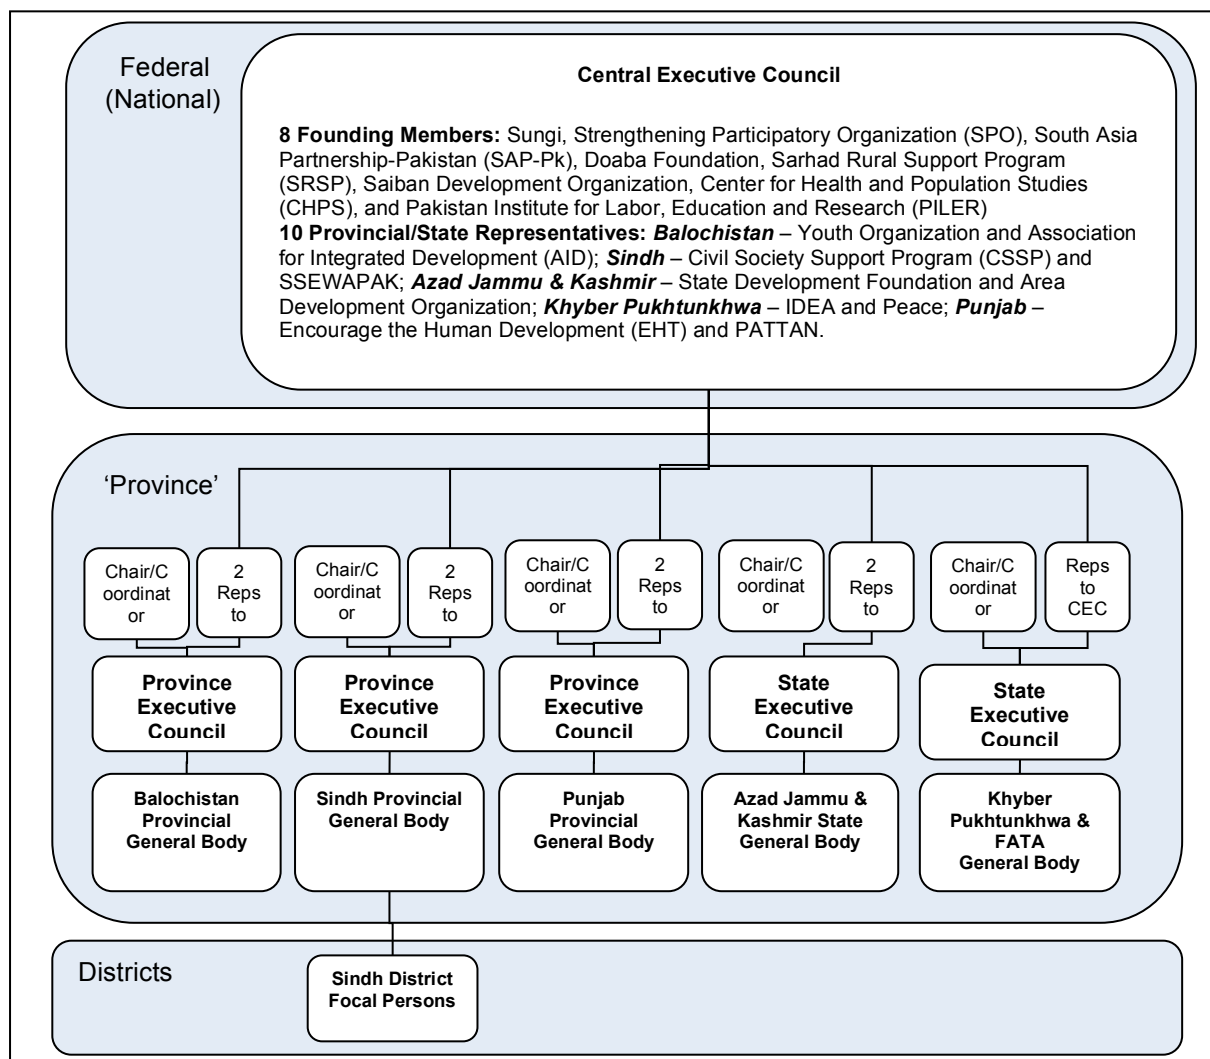 Federal
(National)
Central Executive Council
8 Founding Members: Sungi, Strengthening Participatory Organization (SPO), South Asia
Partnership-Pakistan (SAP-Pk), Doaba Foundation, Sarhad Rural Support Program
(SRSP), Saiban Development Organization, Center for Health and Population Studies
(CHPS), and Pakistan Institute for Labor, Education and Research (PILER)
10 Provincial/State Representatives: Balochistan – Youth Organization and Association
for Integrated Development (AID); Sindh – Civil Society Support Program (CSSP) and
SSEWAPAK; Azad Jammu & Kashmir – State Development Foundation and Area
Development Organization; Khyber Pukhtunkhwa – IDEA and Peace; Punjab –
Encourage the Human Development (EHT) and PATTAN.
‘Province’
Chair/C
oordinat
or
2
Reps
to
Chair/C
oordinat
or
2
Reps
to
Chair/C
oordinat
or
2
Reps
to
Chair/C
oordinat
or
2
Reps
to
Chair/C
oordinat
or
Reps
to
CEC
Province
Executive
Council
Province
Executive
Council
Province
Executive
Council
State
Executive
Council
State
Executive
Council
Balochistan
Provincial
General Body
Sindh Provincial
General Body
Punjab
Provincial
General Body
Azad Jammu &
Kashmir State
General Body
Khyber
Pukhtunkhwa &
FATA
General Body
Districts
Sindh District
Focal Persons